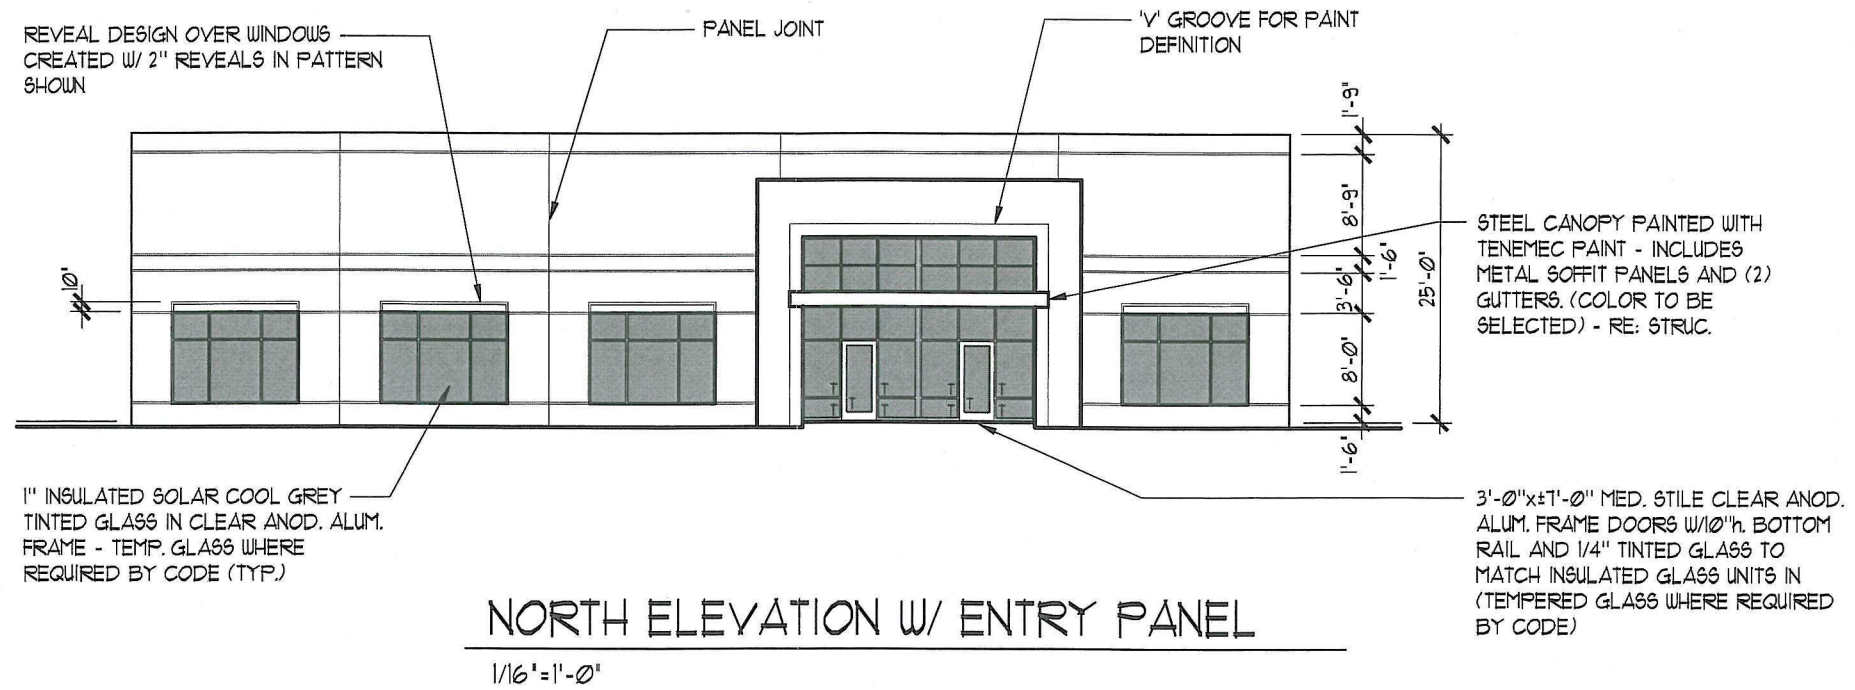 REVEAL DESIGN OVER WINDOWS
CREATED W/ 2" REVEALS IN PATTERN
SHOWN
PANEL JOINT
'V' GROOVE FOR PAINT
DEFINITION
1'-9"
8'-9"
1'-6"
3'-6"
25'-0"
8'-0"
1'-6"
10"
STEEL CANOPY PAINTED WITH
TENEMEC PAINT - INCLUDES
METAL SOFFIT PANELS AND (2)
GUTTERS. (COLOR TO BE
SELECTED) - RE: STRUC.
1" INSULATED SOLAR COOL GREY
TINTED GLASS IN CLEAR ANOD. ALUM.
FRAME - TEMP. GLASS WHERE
REQUIRED BY CODE (TYP.)
3'-0"x±7'-0" MED. STILE CLEAR ANOD.
ALUM. FRAME DOORS W/10"h. BOTTOM
RAIL AND 1/4" TINTED GLASS TO
MATCH INSULATED GLASS UNITS IN
(TEMPERED GLASS WHERE REQUIRED
BY CODE)
NORTH ELEVATION W/ ENTRY PANEL
1/16"=1'-0"